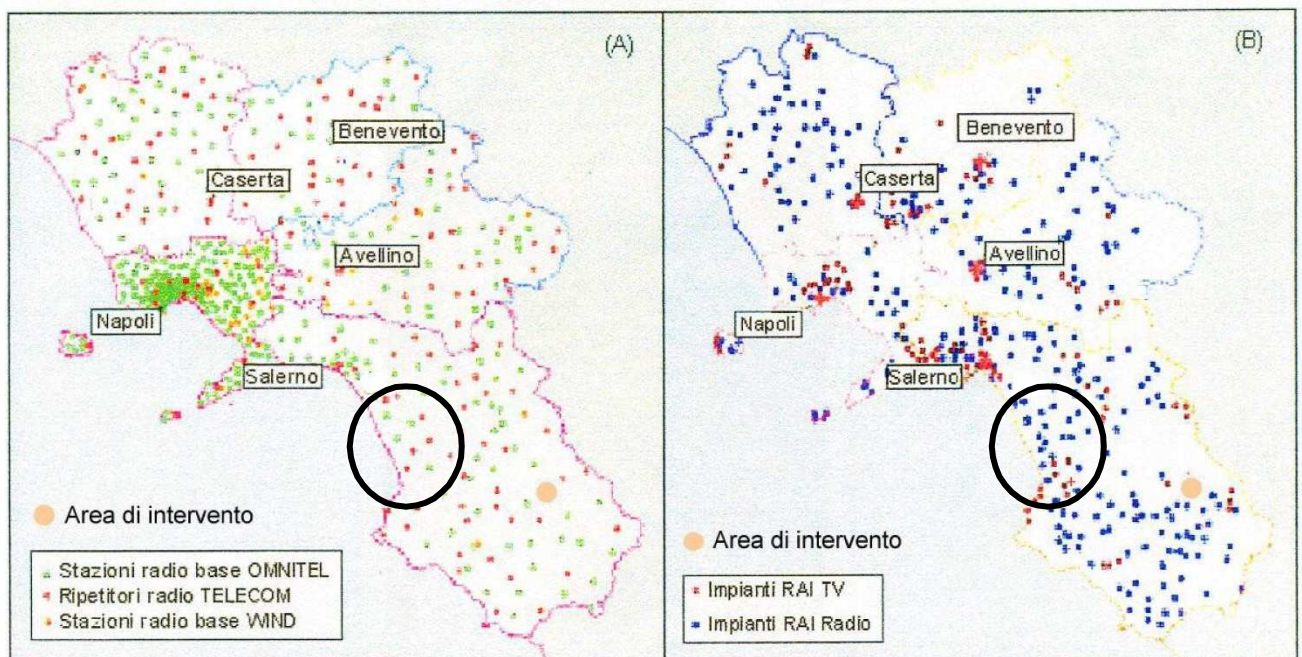 (A)
Benevento
Caserta
Avellino
Napoli
Salerno
Area di intervento
Stazioni radio base OMNITEL
Ripetitori radio TELECOM
Stazioni radio base WIND
(B)
Benevento
Caserta
Avellino
Napoli
Salerno
Area di intervento
Impianti RAI TV
Impianti RAI Radio